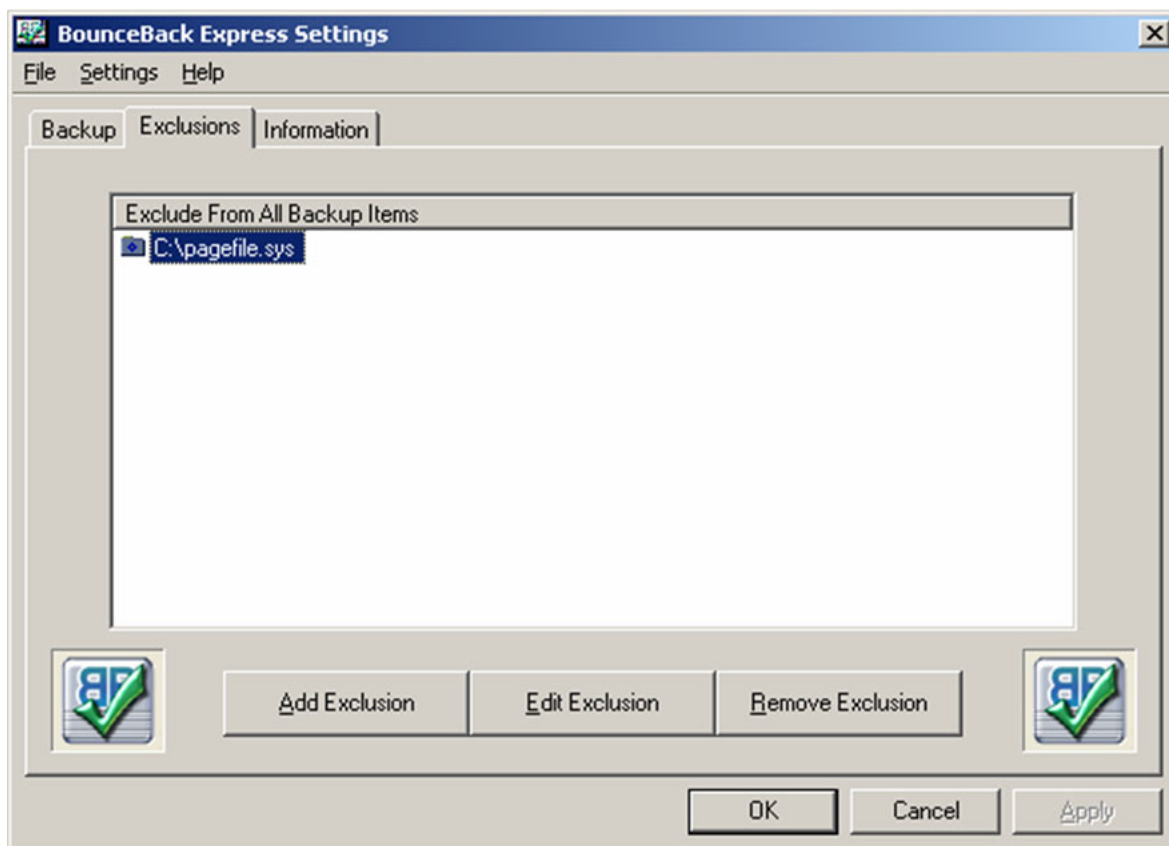 BounceBack Express Settings
File Settings Help
Backup Exclusions Information
Exclude From All Backup Items
C:\pagefile.sys
Add Exclusion Edit Exclusion Remove Exclusion
OK Cancel Apply